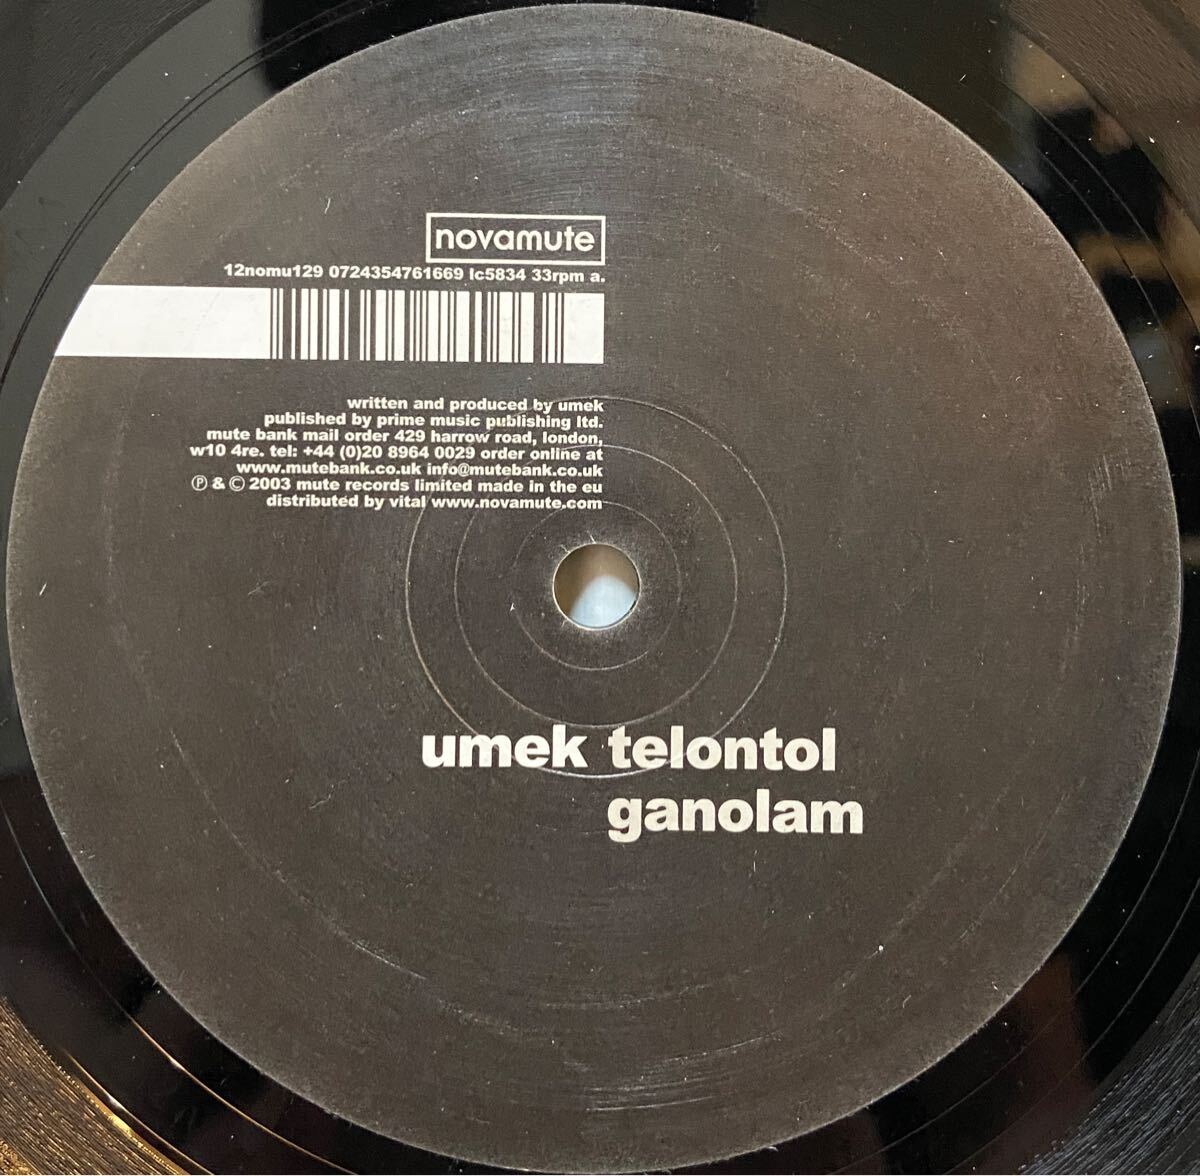 novamute
12nomu129 0724354761669 lc5834 33rpm a.
written and produced by umek
published by prime music publishing ltd.
mute bank mail order 429 harrow road, london,
w10 4re. tel: +44 (0)20 8964 0029 order online at
www.mutebank.co.uk info@mutebank.co.uk
℗ & © 2003 mute records limited made in the eu
distributed by vital www.novamute.com
umek telontol
ganolam